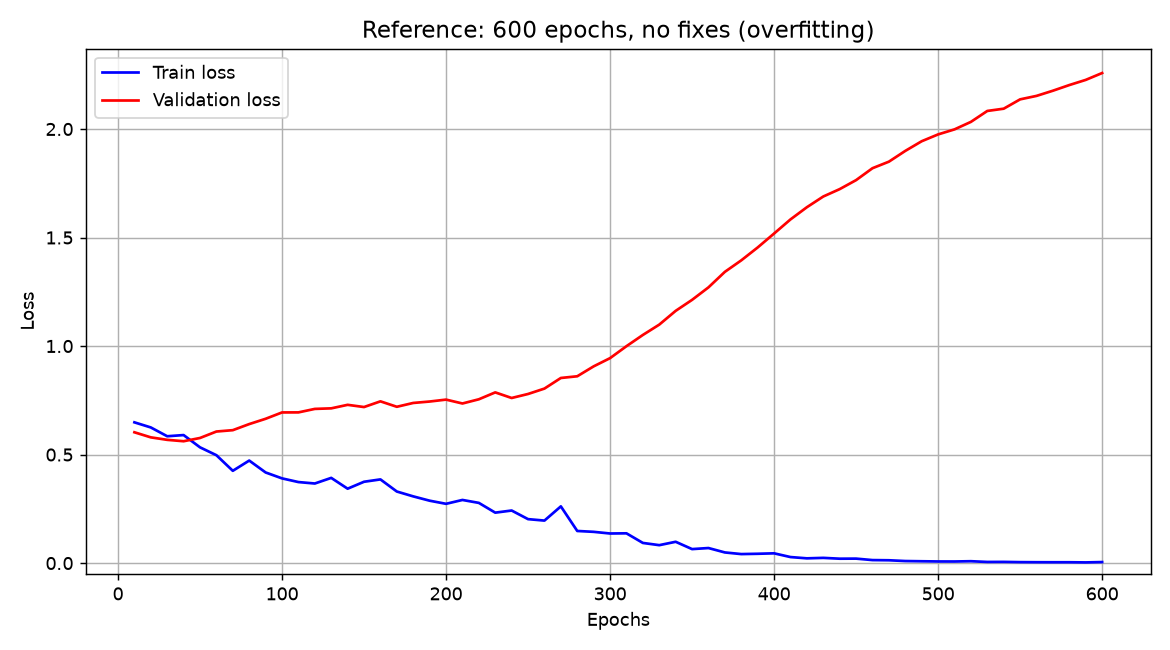 Reference: 600 epochs, no fixes (overfitting)
Train loss
Validation loss
2.0
1.5
1.0
0.5
0.0
Loss
0 100 200 300 400 500 600
Epochs